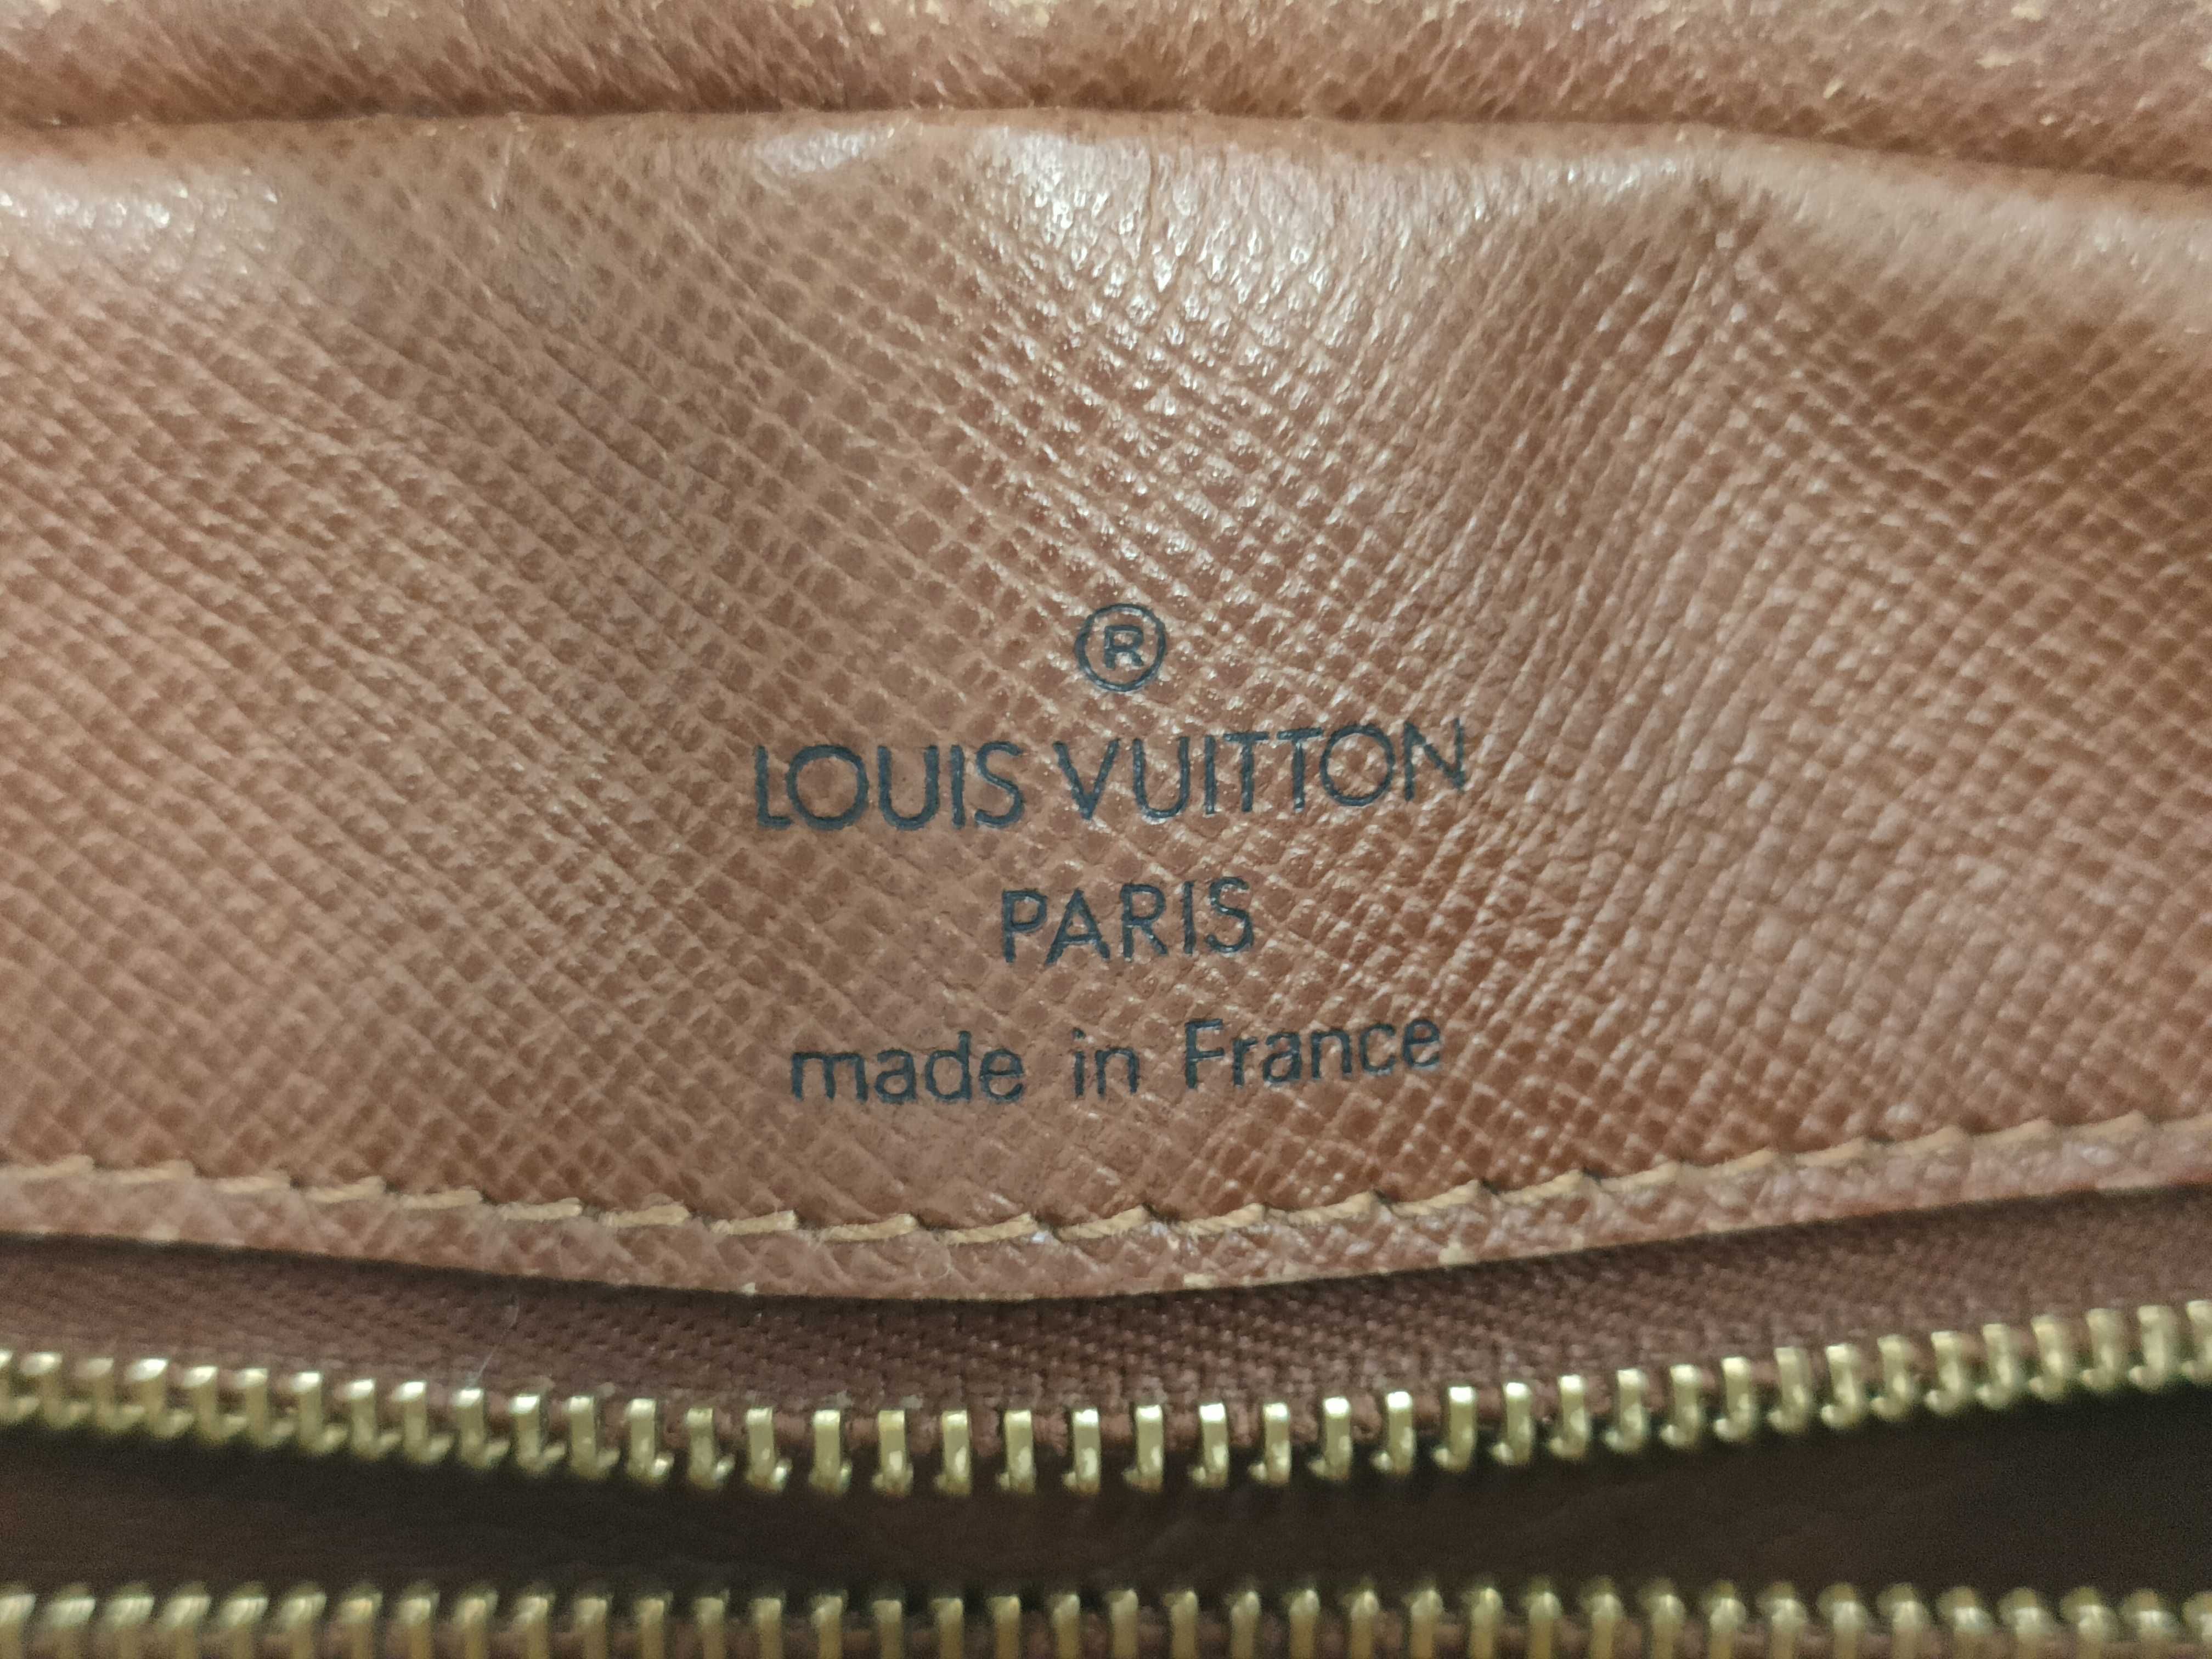 ®
LOUIS VUITTON
PARIS
made in France